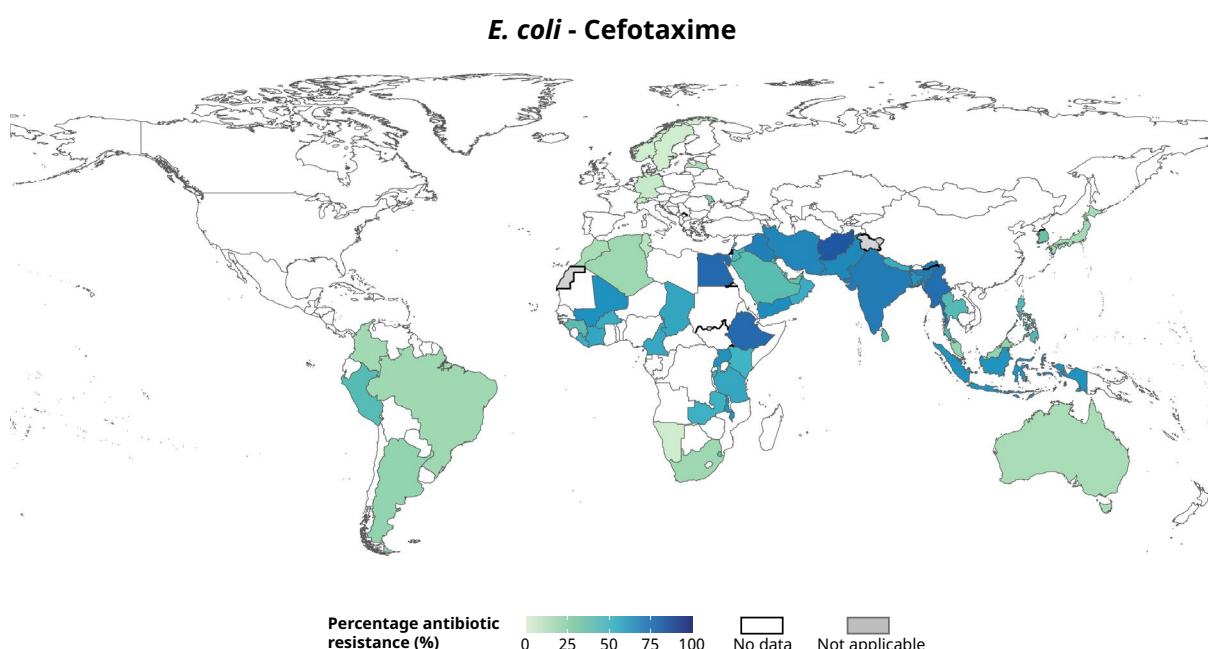 E. coli - Cefotaxime
Percentage antibiotic
resistance (%)
0 25 50 75 100
No data
Not applicable